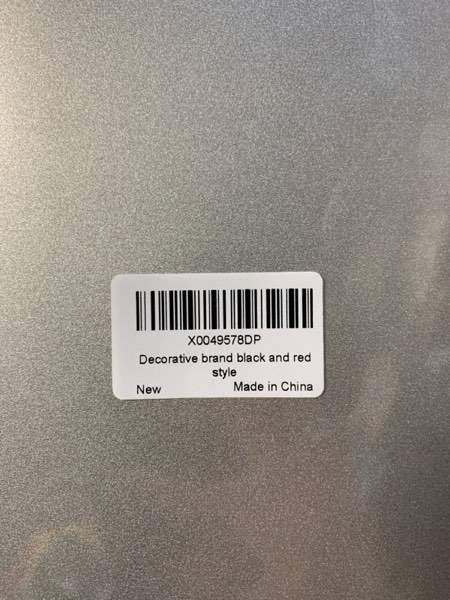 X0049578DP
Decorative brand black and red
style
New Made in China